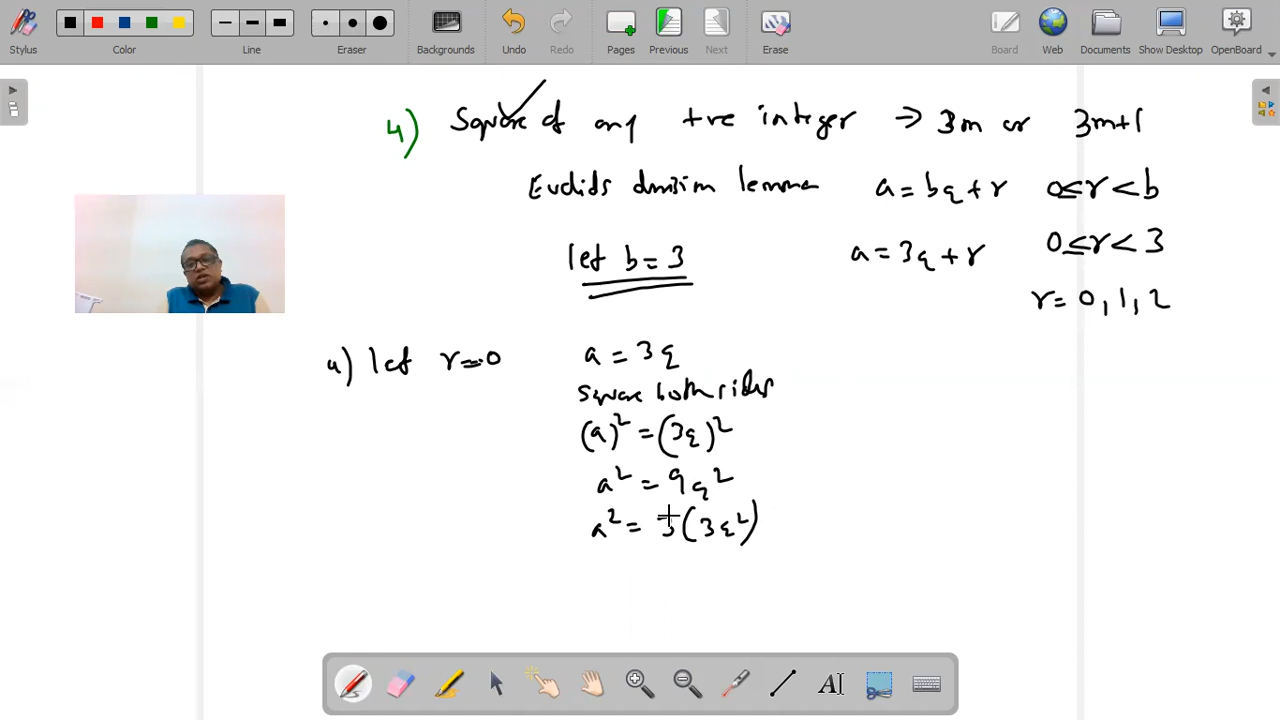 Stylus Color Line Eraser Backgrounds Undo Redo Pages Previous Next Erase Board Web Documents Show Desktop OpenBoard
4) Square of any +ve integer → 3m or 3m+1
Euclids division lemma a = bq + r 0≤r<b
let b = 3 a = 3q + r 0≤r<3
r = 0, 1, 2
a) let r=0 a = 3q
Square both sides
(a)² = (3q)²
a² = 9q²
a² = 3(3q²)